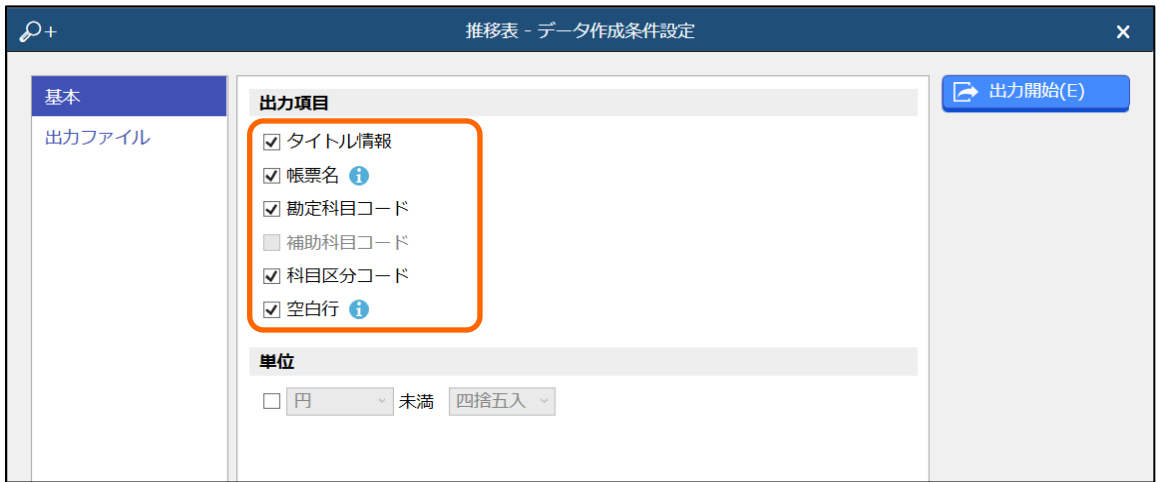 推移表 - データ作成条件設定
基本
出力ファイル
出力項目
タイトル情報
帳票名
勘定科目コード
補助科目コード
科目区分コード
空白行
単位
円 未満 四捨五入
出力開始(E)